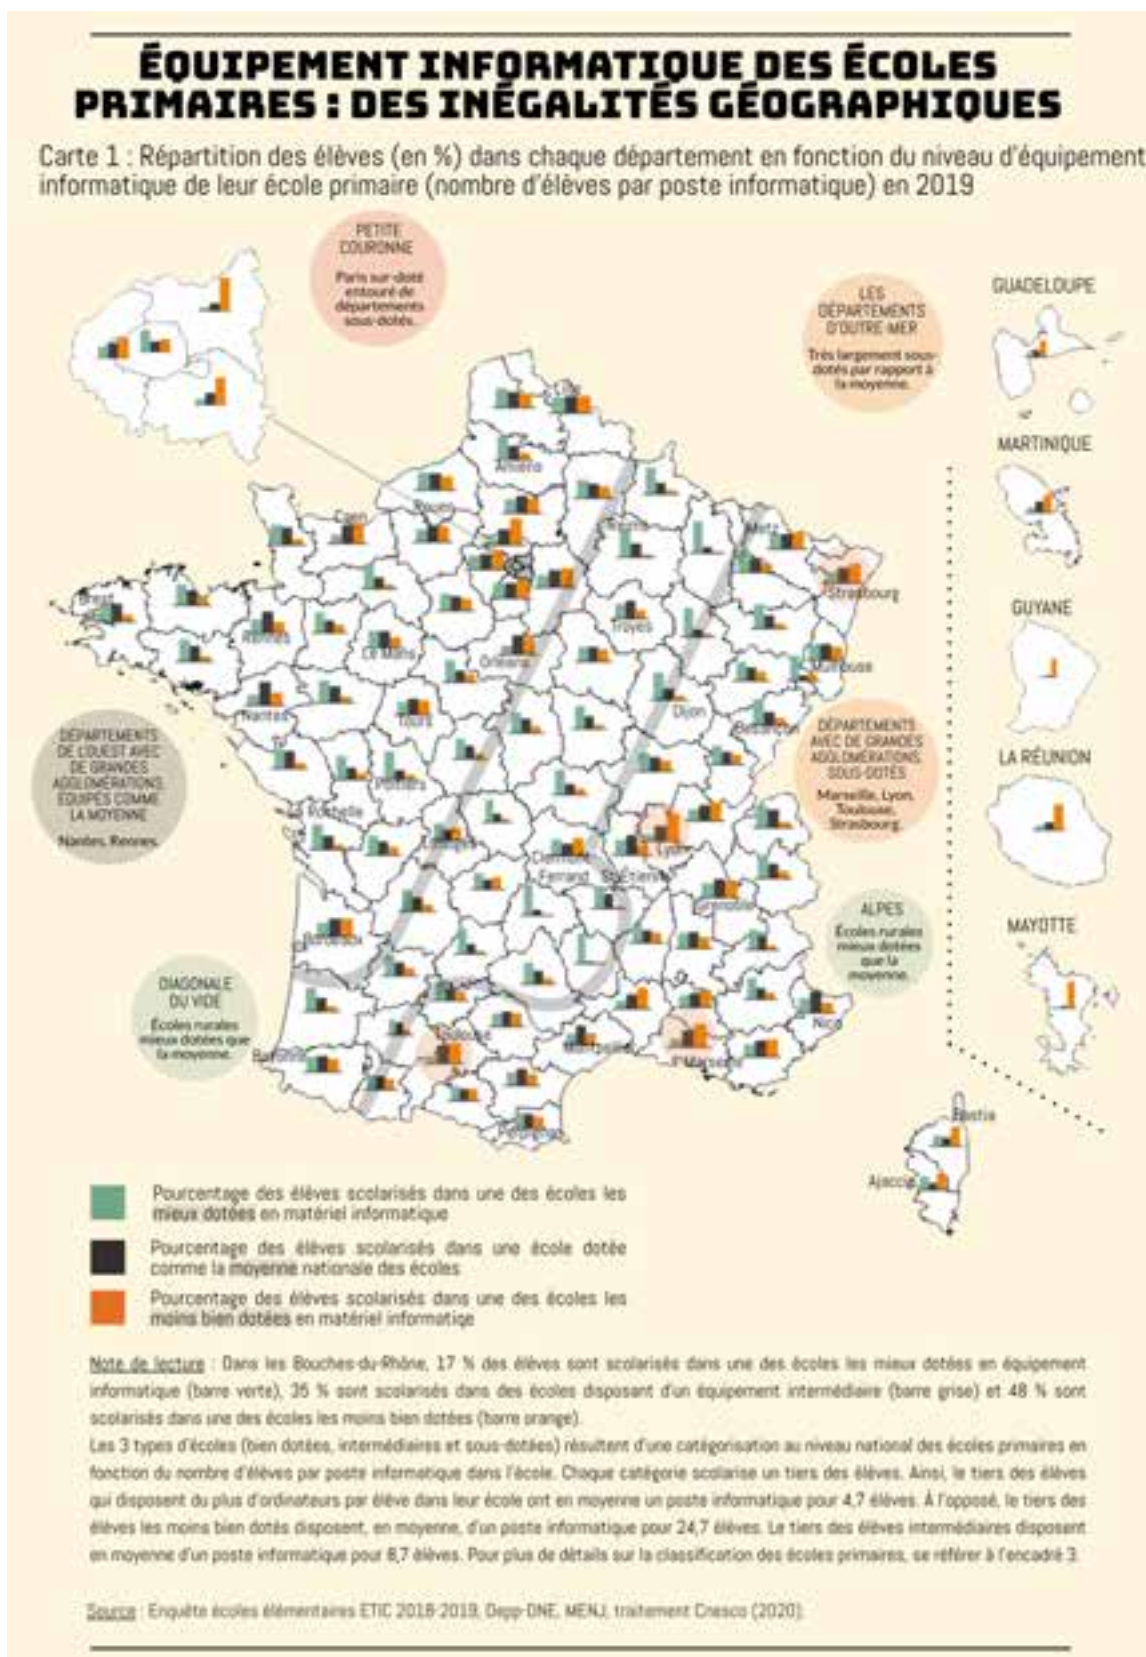 ÉQUIPEMENT INFORMATIQUE DES ÉCOLES
PRIMAIRES : DES INÉGALITÉS GÉOGRAPHIQUES
Carte 1 : Répartition des élèves (en %) dans chaque département en fonction du niveau d'équipement
informatique de leur école primaire (nombre d'élèves par poste informatique) en 2019
PETITE
COURONNE
Paris sur-doté
entouré de
départements
sous-dotés.
LES
DÉPARTEMENTS
D'OUTRE-MER
Très largement sous-
dotés par rapport à
la moyenne.
GUADELOUPE
MARTINIQUE
GUYANE
LA RÉUNION
MAYOTTE
Lille
Amiens
Rouen
Caen
Reims
Metz
Strasbourg
Brest
Rennes
Le Mans
Orléans
Troyes
Mulhouse
Nantes
Tours
Dijon
Besançon
DÉPARTEMENTS
DE L'OUEST AVEC
DE GRANDES
AGGLOMÉRATIONS,
ÉQUIPÉS COMME
LA MOYENNE
Nantes, Rennes.
DÉPARTEMENTS
AVEC DE GRANDES
AGGLOMÉRATIONS,
SOUS-DOTÉS
Marseille, Lyon,
Toulouse,
Strasbourg.
Poitiers
La Rochelle
Limoges
Clermont
Ferrand
Lyon
St-Étienne
Grenoble
Bordeaux
ALPES
Écoles rurales
mieux dotées
que la
moyenne.
DIAGONALE
DU VIDE
Écoles rurales
mieux dotées que
la moyenne.
Bayonne
Toulouse
Montpellier
Marseille
Nice
Perpignan
Bastia
Ajaccio
Pourcentage des élèves scolarisés dans une des écoles les
mieux dotées en matériel informatique
Pourcentage des élèves scolarisés dans une école dotée
comme la moyenne nationale des écoles
Pourcentage des élèves scolarisés dans une des écoles les
moins bien dotées en matériel informatiqe
Note de lecture : Dans les Bouches-du-Rhône, 17 % des élèves sont scolarisés dans une des écoles les mieux dotées en équipement
informatique (barre verte), 35 % sont scolarisés dans des écoles disposant d'un équipement intermédiaire (barre grise) et 48 % sont
scolarisés dans une des écoles les moins bien dotées (barre orange).
Les 3 types d'écoles (bien dotées, intermédiaires et sous-dotées) résultent d'une catégorisation au niveau national des écoles primaires en
fonction du nombre d'élèves par poste informatique dans l'école. Chaque catégorie scolarise un tiers des élèves. Ainsi, le tiers des élèves
qui disposent du plus d'ordinateurs par élève dans leur école ont en moyenne un poste informatique pour 4,7 élèves. À l'opposé, le tiers des
élèves les moins bien dotés disposent, en moyenne, d'un poste informatique pour 24,7 élèves. Le tiers des élèves intermédiaires disposent
en moyenne d'un poste informatique pour 8,7 élèves. Pour plus de détails sur la classification des écoles primaires, se référer à l'encadré 3.
Source : Enquête écoles élémentaires ETIC 2018-2019, Depp-DNE, MENJ, traitement Cnesco (2020).